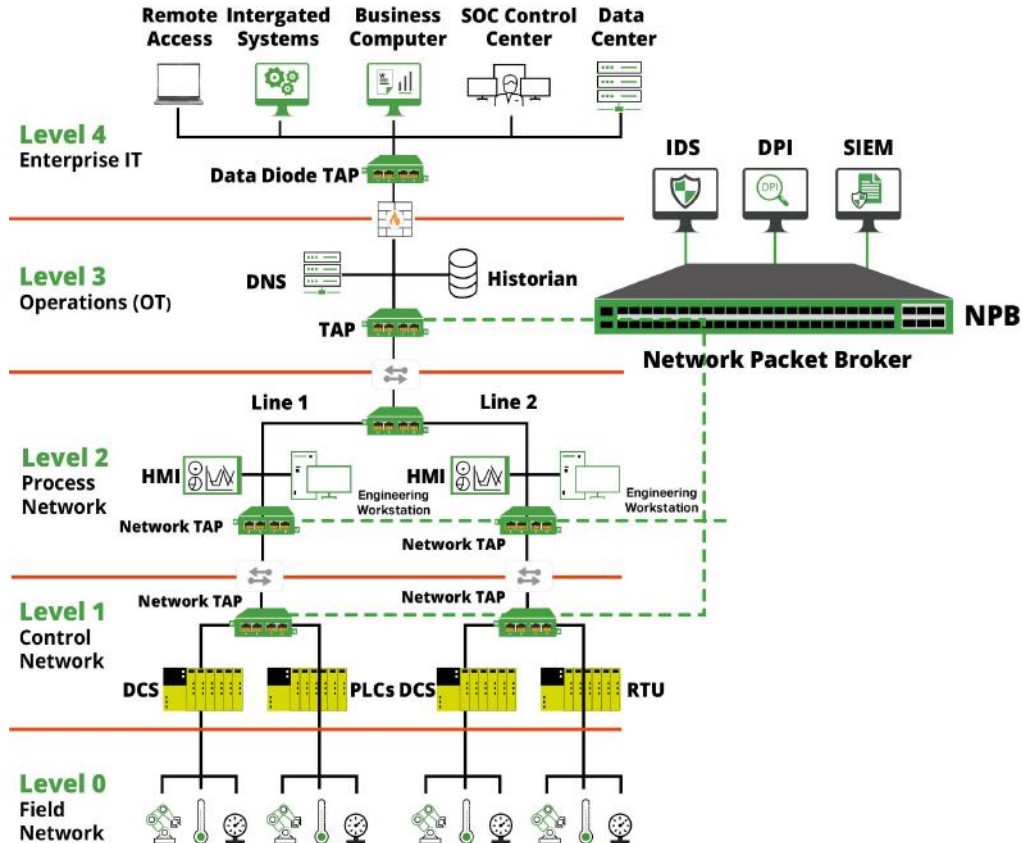 Remote Access
Intergated Systems
Business Computer
SOC Control Center
Data Center
Level 4
Enterprise IT
Data Diode TAP
IDS
DPI
SIEM
DPI
Level 3
Operations (OT)
DNS
Historian
TAP
NPB
Network Packet Broker
Line 1
Line 2
Level 2
Process
Network
HMI
Engineering
Workstation
HMI
Engineering
Workstation
Network TAP
Network TAP
Level 1
Control
Network
Network TAP
Network TAP
DCS
PLCs
DCS
RTU
Level 0
Field
Network